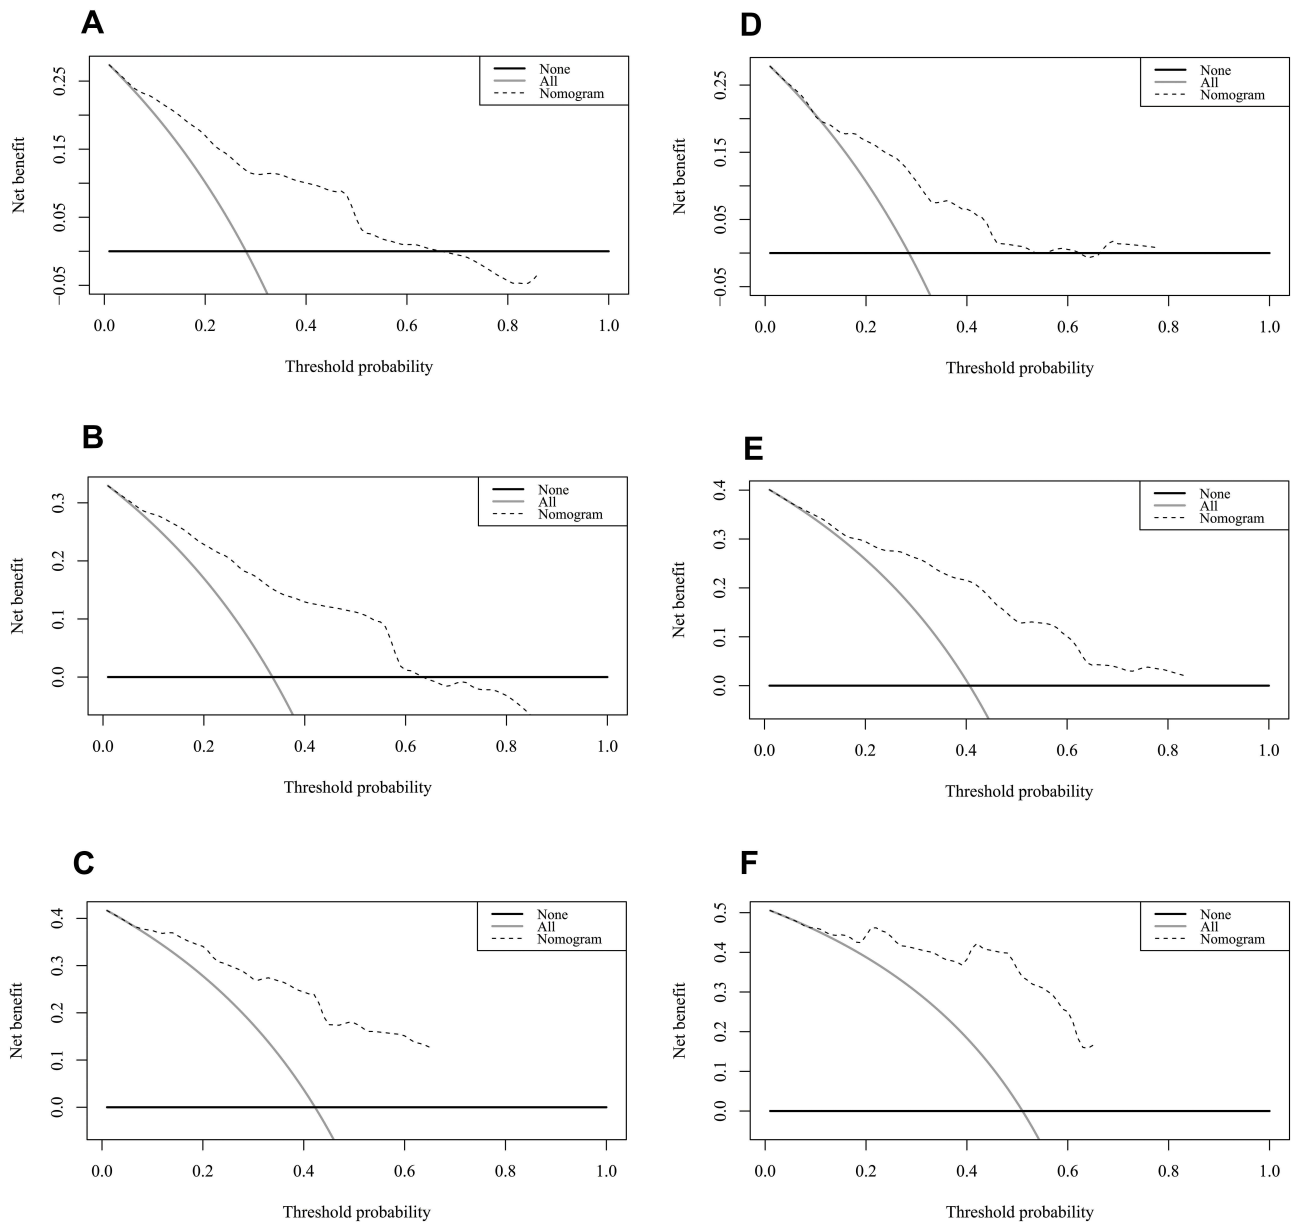 A
Net benefit
0.25
0.15
0.05
−0.05
None
All
Nomogram
0.0 0.2 0.4 0.6 0.8 1.0
Threshold probability
D
Net benefit
0.25
0.15
0.05
−0.05
None
All
Nomogram
0.0 0.2 0.4 0.6 0.8 1.0
Threshold probability
B
Net benefit
0.3
0.2
0.1
0.0
None
All
Nomogram
0.0 0.2 0.4 0.6 0.8 1.0
Threshold probability
E
Net benefit
0.4
0.3
0.2
0.1
0.0
None
All
Nomogram
0.0 0.2 0.4 0.6 0.8 1.0
Threshold probability
C
Net benefit
0.4
0.3
0.2
0.1
0.0
None
All
Nomogram
0.0 0.2 0.4 0.6 0.8 1.0
Threshold probability
F
Net benefit
0.5
0.4
0.3
0.2
0.1
0.0
None
All
Nomogram
0.0 0.2 0.4 0.6 0.8 1.0
Threshold probability